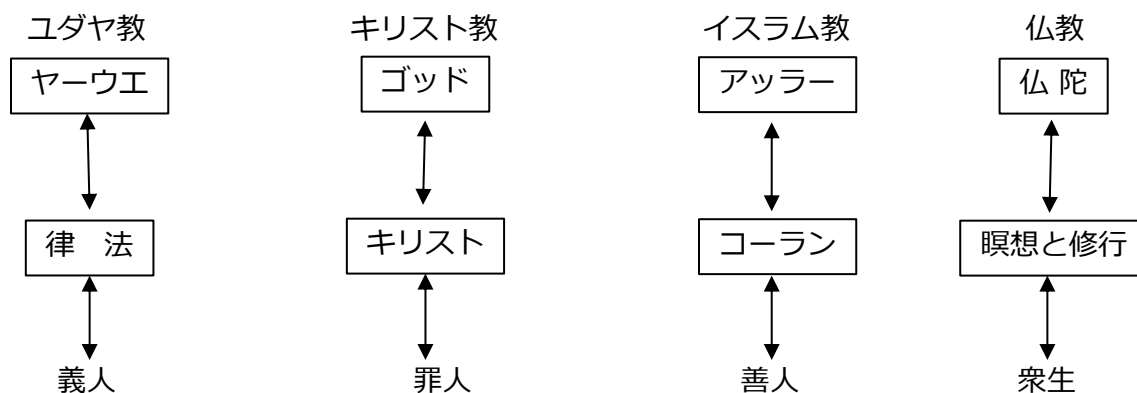 ユダヤ教 キリスト教 イスラム教 仏教
ヤーウエ ゴッド アッラー 仏 陀
律　法 キリスト コーラン 瞑想と修行
義人 罪人 善人 衆生